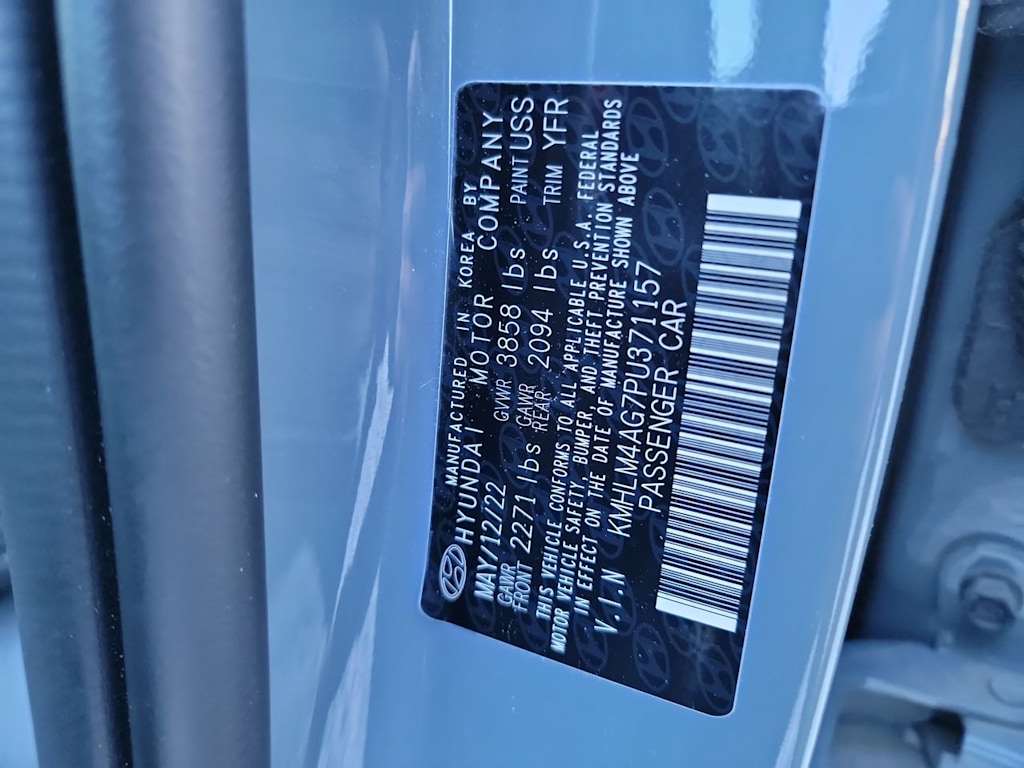 MANUFACTURED IN KOREA BY
HYUNDAI MOTOR COMPANY
MAY/12/22 GVWR 3858 lbs PAINT USS
GAWR FRONT 2271 lbs GAWR REAR 2094 lbs TRIM YFR
THIS VEHICLE CONFORMS TO ALL APPLICABLE U.S.A. FEDERAL
MOTOR VEHICLE SAFETY, BUMPER, AND THEFT PREVENTION STANDARDS
IN EFFECT ON THE DATE OF MANUFACTURE SHOWN ABOVE
V.I.N KMHLM4AG7PU371157
PASSENGER CAR